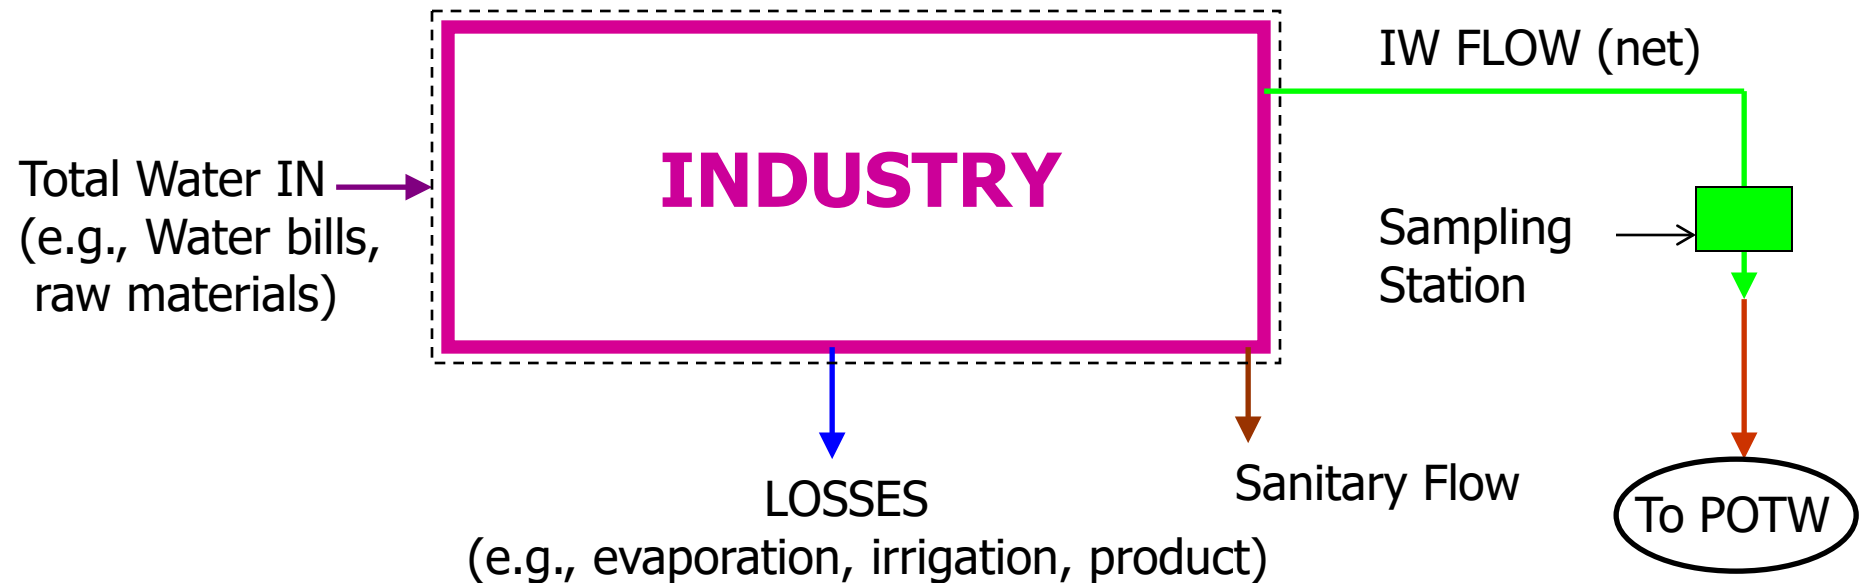 IW FLOW (net)
INDUSTRY
Total Water IN
(e.g., Water bills,
raw materials)
Sampling
Station
LOSSES
(e.g., evaporation, irrigation, product)
Sanitary Flow
To POTW